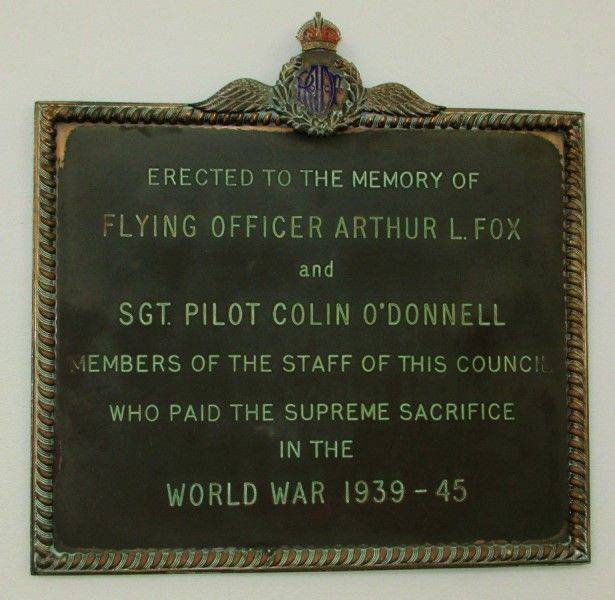 RAAF
ERECTED TO THE MEMORY OF
FLYING OFFICER ARTHUR L. FOX
and
SGT. PILOT COLIN O'DONNELL
MEMBERS OF THE STAFF OF THIS COUNCIL
WHO PAID THE SUPREME SACRIFICE
IN THE
WORLD WAR 1939 - 45